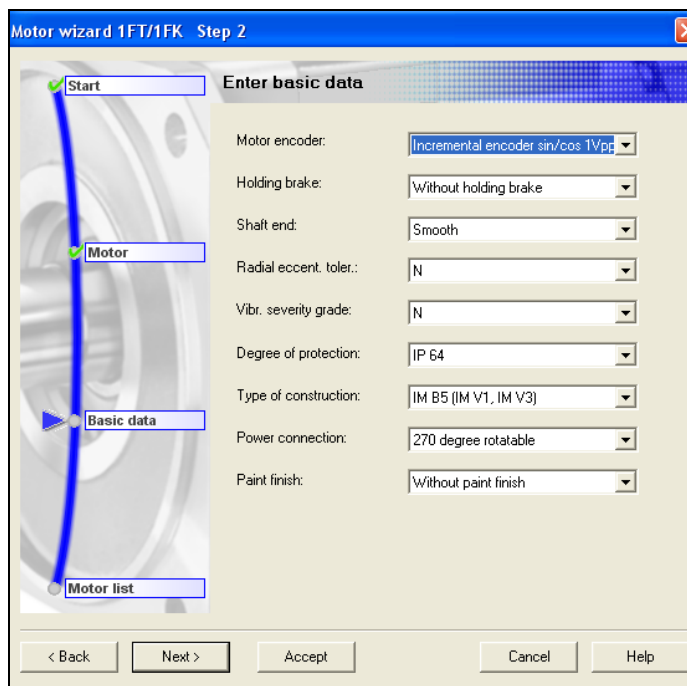 Motor wizard 1FT/1FK Step 2
Start
Motor
Basic data
Motor list
Enter basic data
Motor encoder: Incremental encoder sin/cos 1Vpp
Holding brake: Without holding brake
Shaft end: Smooth
Radial eccent. toler.: N
Vibr. severity grade: N
Degree of protection: IP 64
Type of construction: IM B5 (IM V1, IM V3)
Power connection: 270 degree rotatable
Paint finish: Without paint finish
< Back Next > Accept Cancel Help